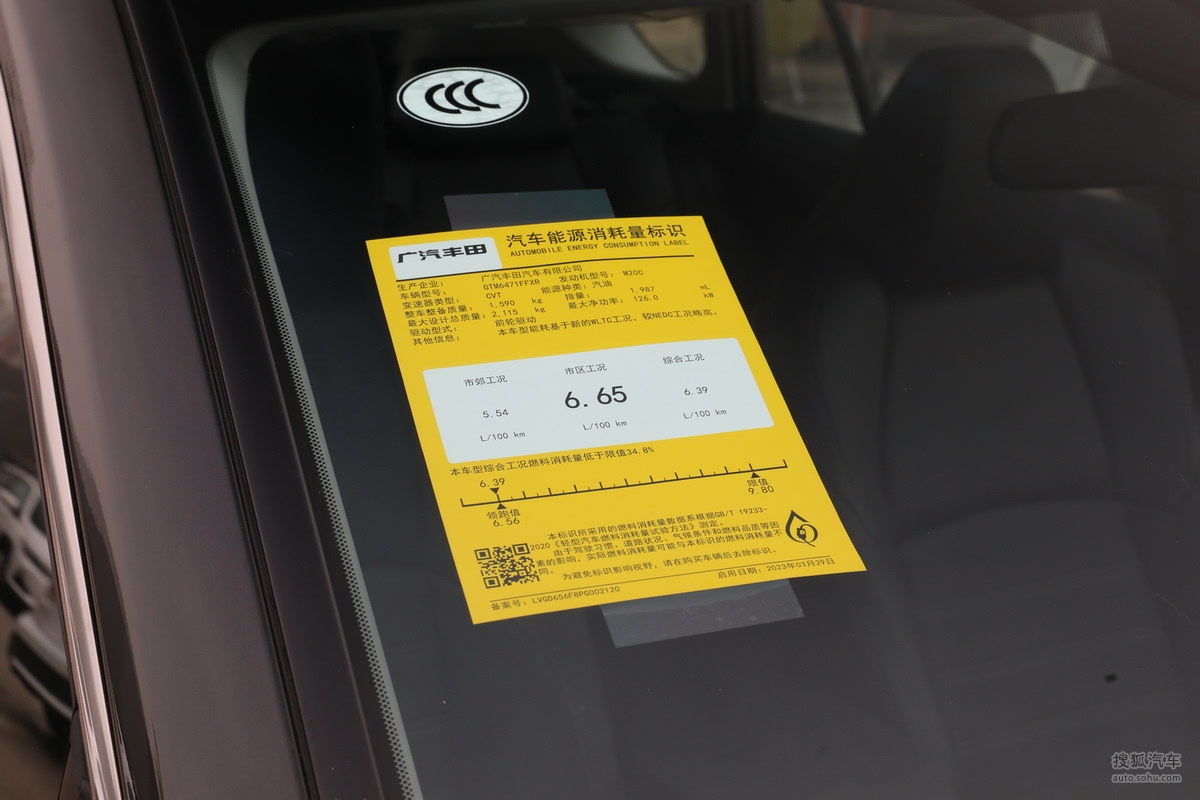 CCC
广汽丰田
汽车能源消耗量标识
AUTOMOBILE ENERGY CONSUMPTION LABEL
生产企业： 广汽丰田汽车有限公司
车辆型号： GTM6471FFXR 发动机型号： M20C
变速器类型： CVT 能源种类： 汽油
整车整备质量： 1,590 kg 排量： 1,987 mL
最大设计总质量： 2,115 kg 最大净功率： 126.0 kW
驱动型式： 前轮驱动
其他信息： 本车型能耗基于新的WLTC工况，较NEDC工况略高。
市郊工况 市区工况 综合工况
5.54 6.65 6.39
L/100 km L/100 km L/100 km
本车型综合工况燃料消耗量低于限值34.8%
6.39
领跑值 限值
6.56 9.80
本标识所采用的燃料消耗量数据系根据GB/T 19233-
2020《轻型汽车燃料消耗量试验方法》测定。
由于驾驶习惯、道路状况、气候条件和燃料品质等因
素的影响，实际燃料消耗量可能与本标识的燃料消耗量不
同。
为避免标识影响视野，请在购买车辆后去除标识。
备案号：LVGD656F8PG002120 启用日期：2023年03月29日
搜狐汽车
auto.sohu.com